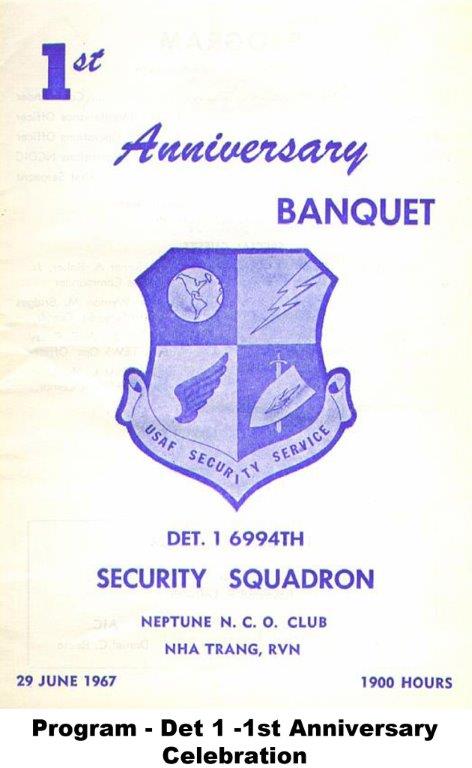 1st
Anniversary
BANQUET
USAF SECURITY SERVICE
DET. 1 6994TH
SECURITY SQUADRON
NEPTUNE N. C. O. CLUB
NHA TRANG, RVN
29 JUNE 1967
1900 HOURS
Program - Det 1 -1st Anniversary
Celebration